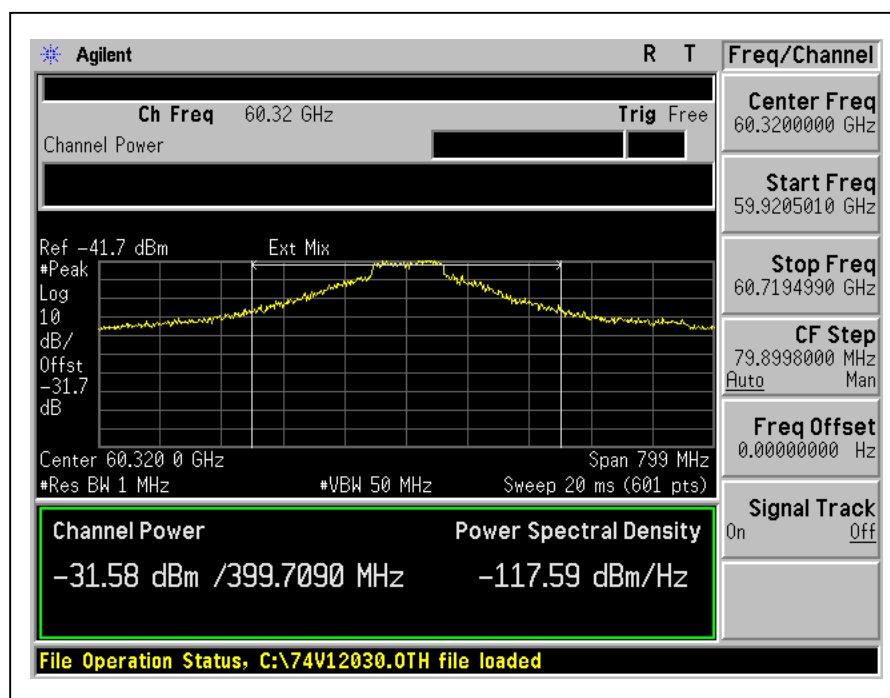 Agilent R T Freq/Channel
Ch Freq 60.32 GHz Trig Free
Channel Power
Center Freq
60.3200000 GHz
Start Freq
59.9205010 GHz
Stop Freq
60.7194990 GHz
CF Step
79.8998000 MHz
Auto Man
Freq Offset
0.00000000 Hz
Signal Track
On Off
Ref -41.7 dBm Ext Mix
#Peak
Log
10
dB/
Offst
-31.7
dB
Center 60.320 0 GHz Span 799 MHz
#Res BW 1 MHz #VBW 50 MHz Sweep 20 ms (601 pts)
Channel Power Power Spectral Density
-31.58 dBm /399.7090 MHz -117.59 dBm/Hz
File Operation Status, C:\74V12030.OTH file loaded